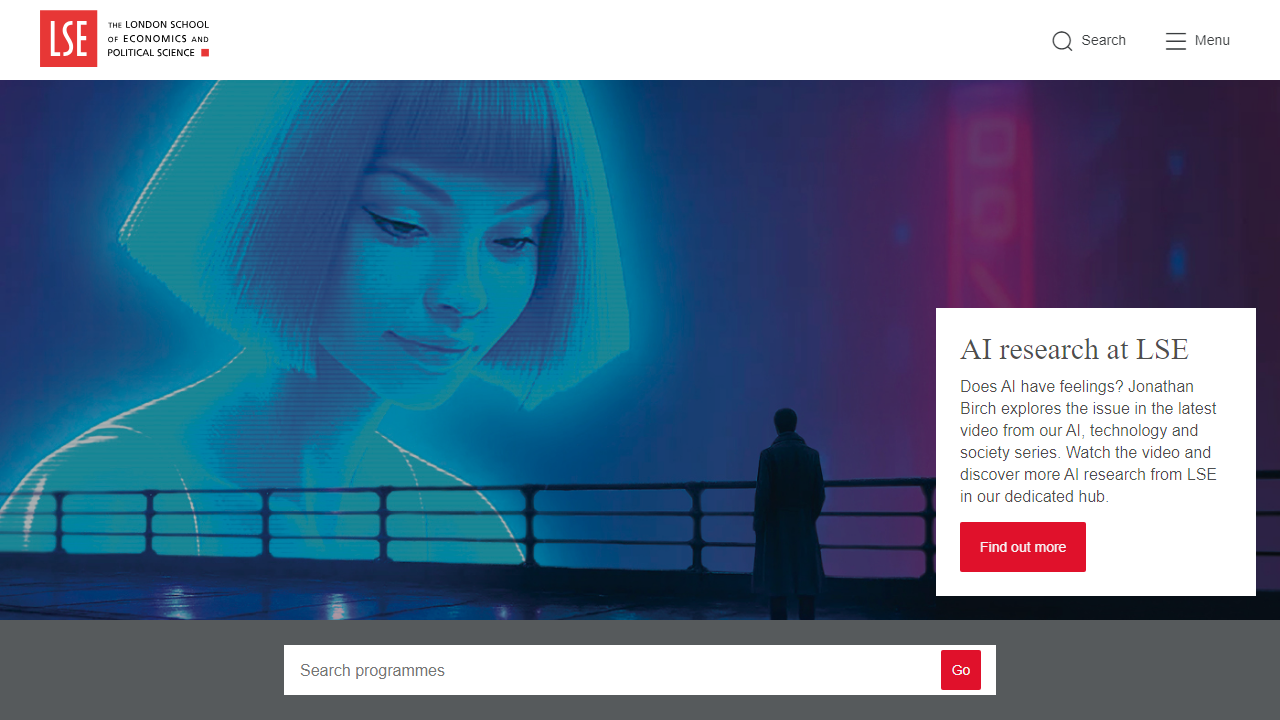 LSE
THE LONDON SCHOOL
OF ECONOMICS AND
POLITICAL SCIENCE
Search
Menu
AI research at LSE
Does AI have feelings? Jonathan
Birch explores the issue in the latest
video from our AI, technology and
society series. Watch the video and
discover more AI research from LSE
in our dedicated hub.
Find out more
Search programmes
Go